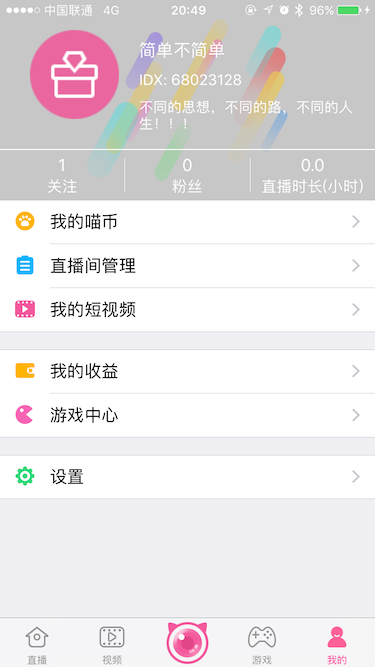 中国联通 4G 20:49 96%
简单不简单
IDX: 68023128
不同的思想，不同的路，不同的人
生！！！
1 0 0.0
关注 粉丝 直播时长(小时)
我的喵币
直播间管理
我的短视频
我的收益
游戏中心
设置
直播 视频 游戏 我的